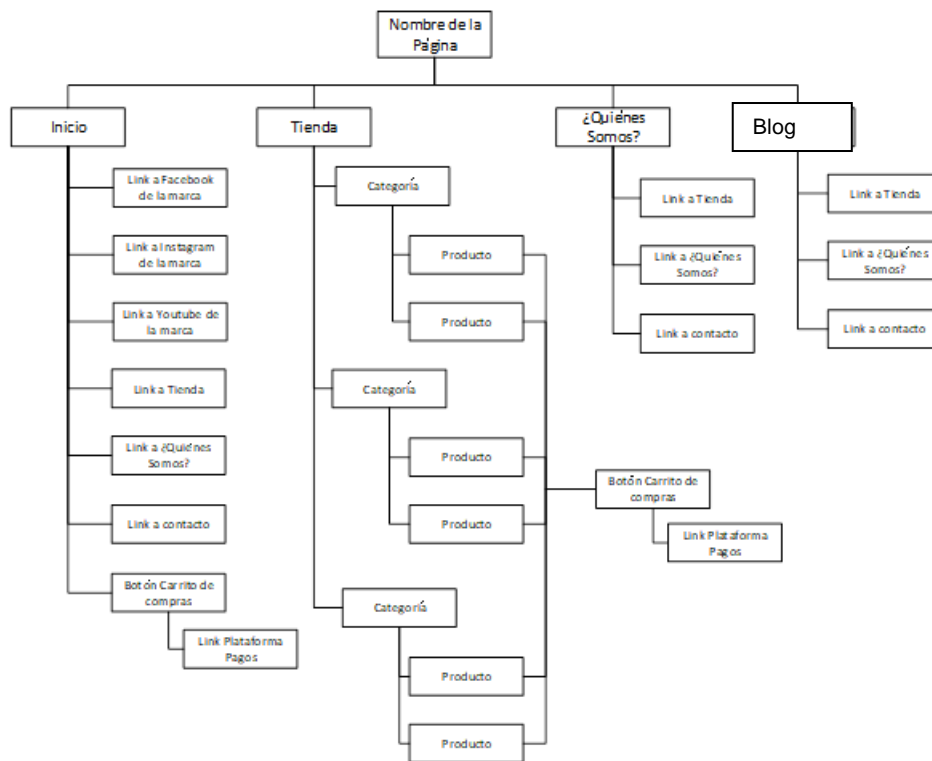 Nombre de la
Página
Inicio
Tienda
¿Quiénes
Somos?
Blog
Link a Facebook
de la marca
Link a Instagram
de la marca
Link a Youtube de
la marca
Link a Tienda
Link a ¿Quiénes
Somos?
Link a contacto
Botón Carrito de
compras
Link Plataforma
Pagos
Categoría
Producto
Producto
Categoría
Producto
Producto
Categoría
Producto
Producto
Botón Carrito de
compras
Link Plataforma
Pagos
Link a Tienda
Link a ¿Quiénes
Somos?
Link a contacto
Link a Tienda
Link a ¿Quiénes
Somos?
Link a contacto